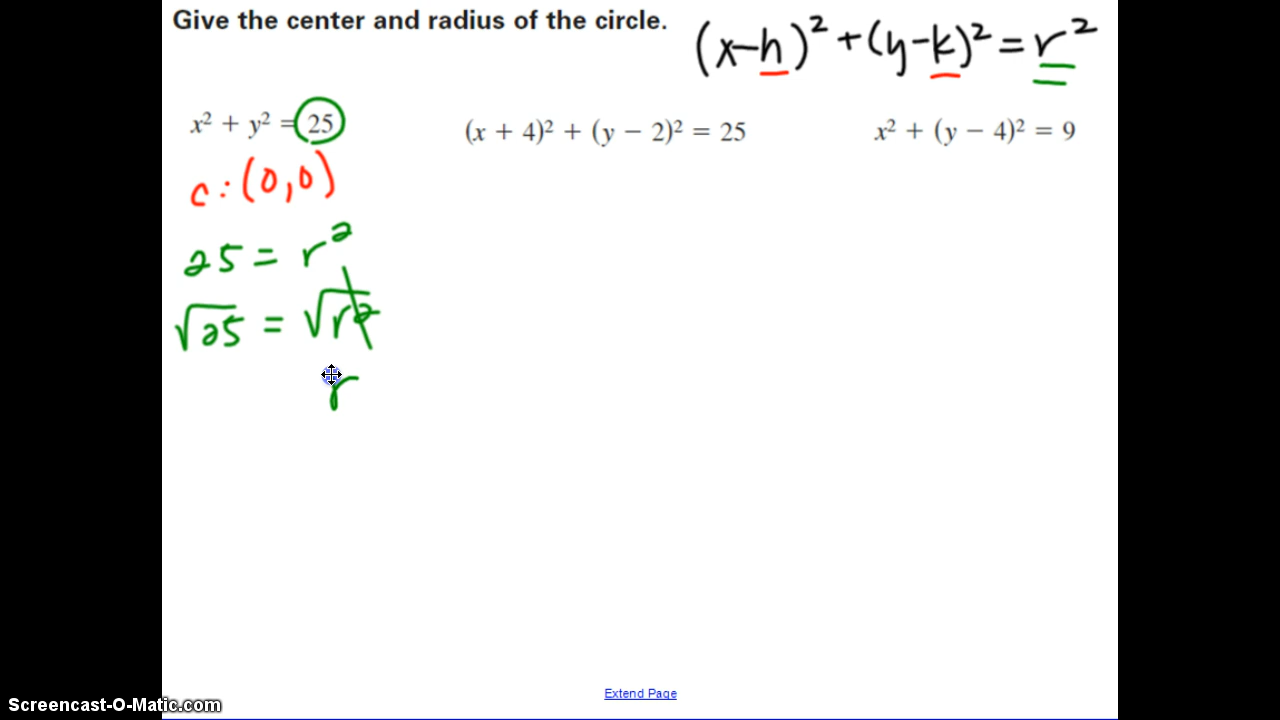 Give the center and radius of the circle.
(x-h)² + (y-k)² = r²
x² + y² = 25
(x + 4)² + (y − 2)² = 25
x² + (y − 4)² = 9
c: (0,0)
25 = r²
√25 = √r²
r
Extend Page
Screencast-O-Matic.com